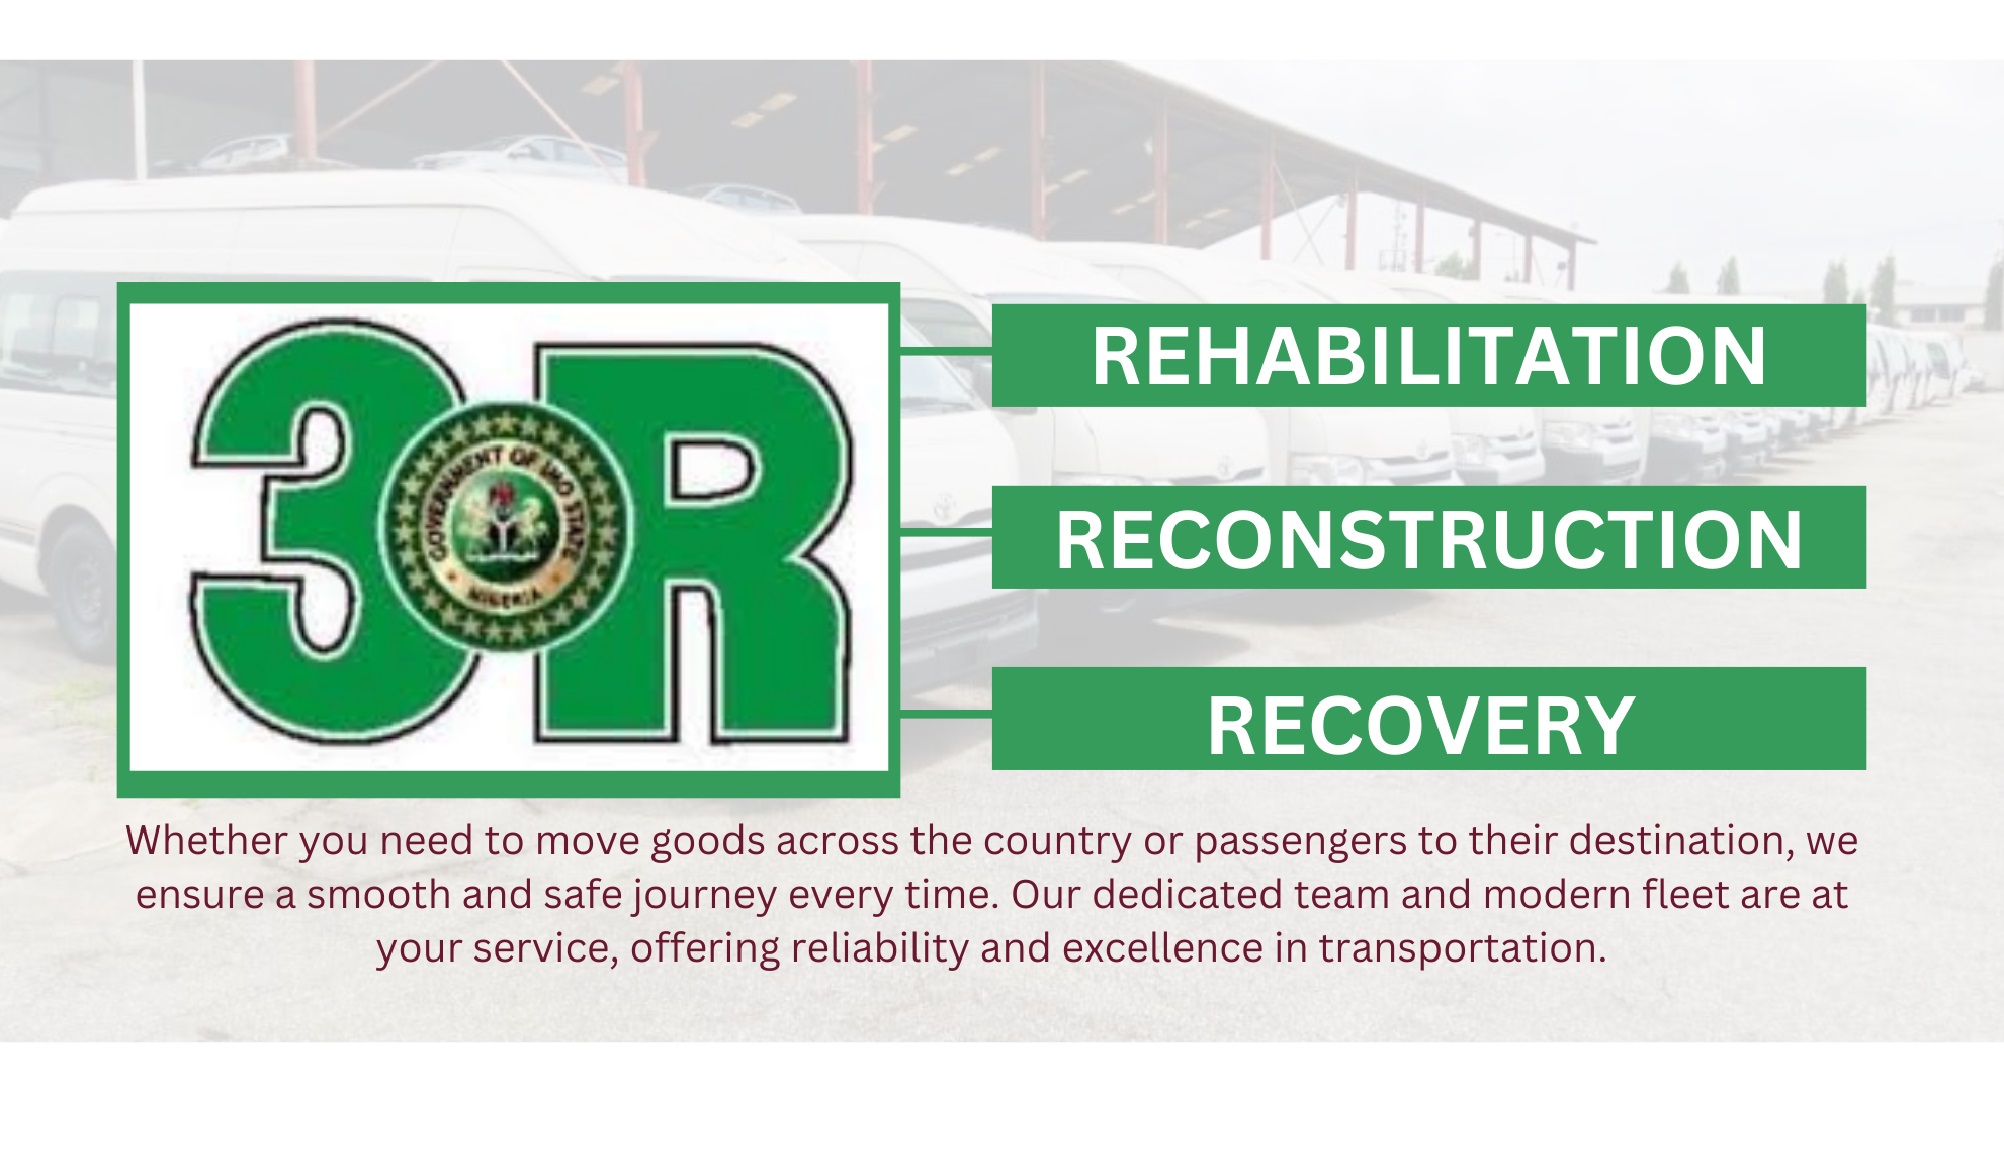 3R
GOVERNMENT OF IMO STATE
NIGERIA
REHABILITATION
RECONSTRUCTION
RECOVERY
Whether you need to move goods across the country or passengers to their destination, we
ensure a smooth and safe journey every time. Our dedicated team and modern fleet are at
your service, offering reliability and excellence in transportation.